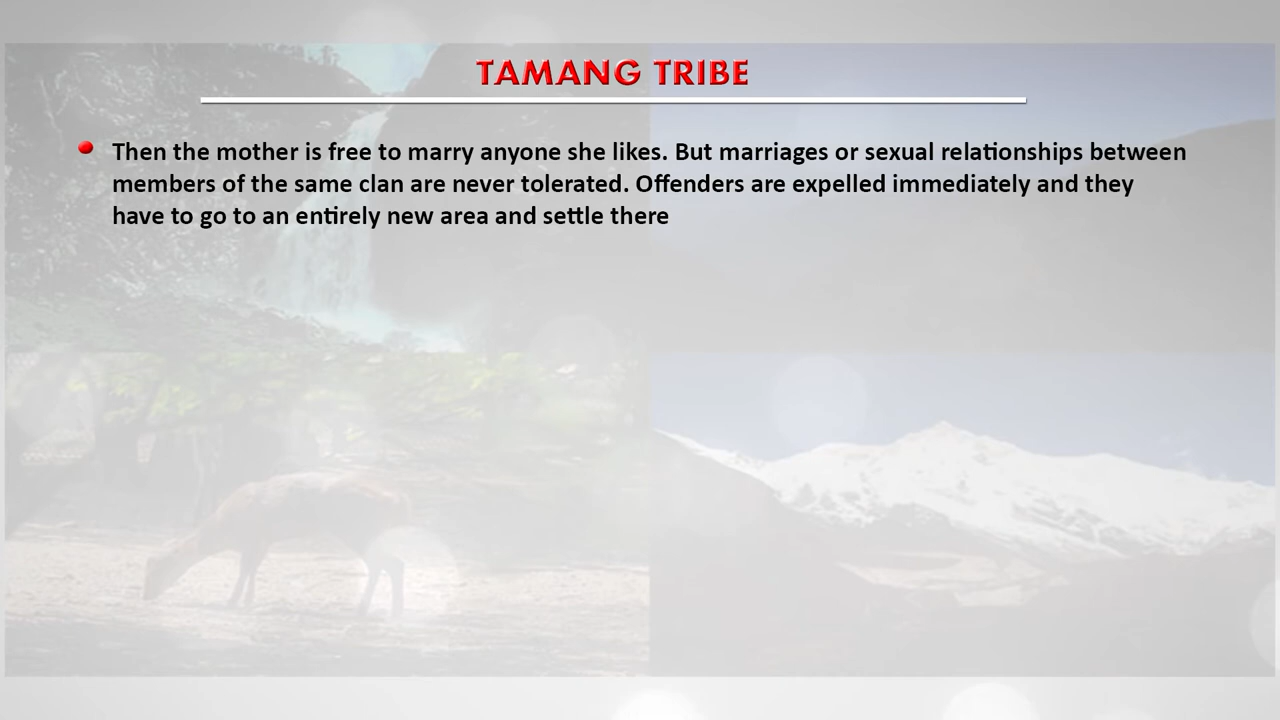 TAMANG TRIBE
Then the mother is free to marry anyone she likes. But marriages or sexual relationships between
members of the same clan are never tolerated. Offenders are expelled immediately and they
have to go to an entirely new area and settle there